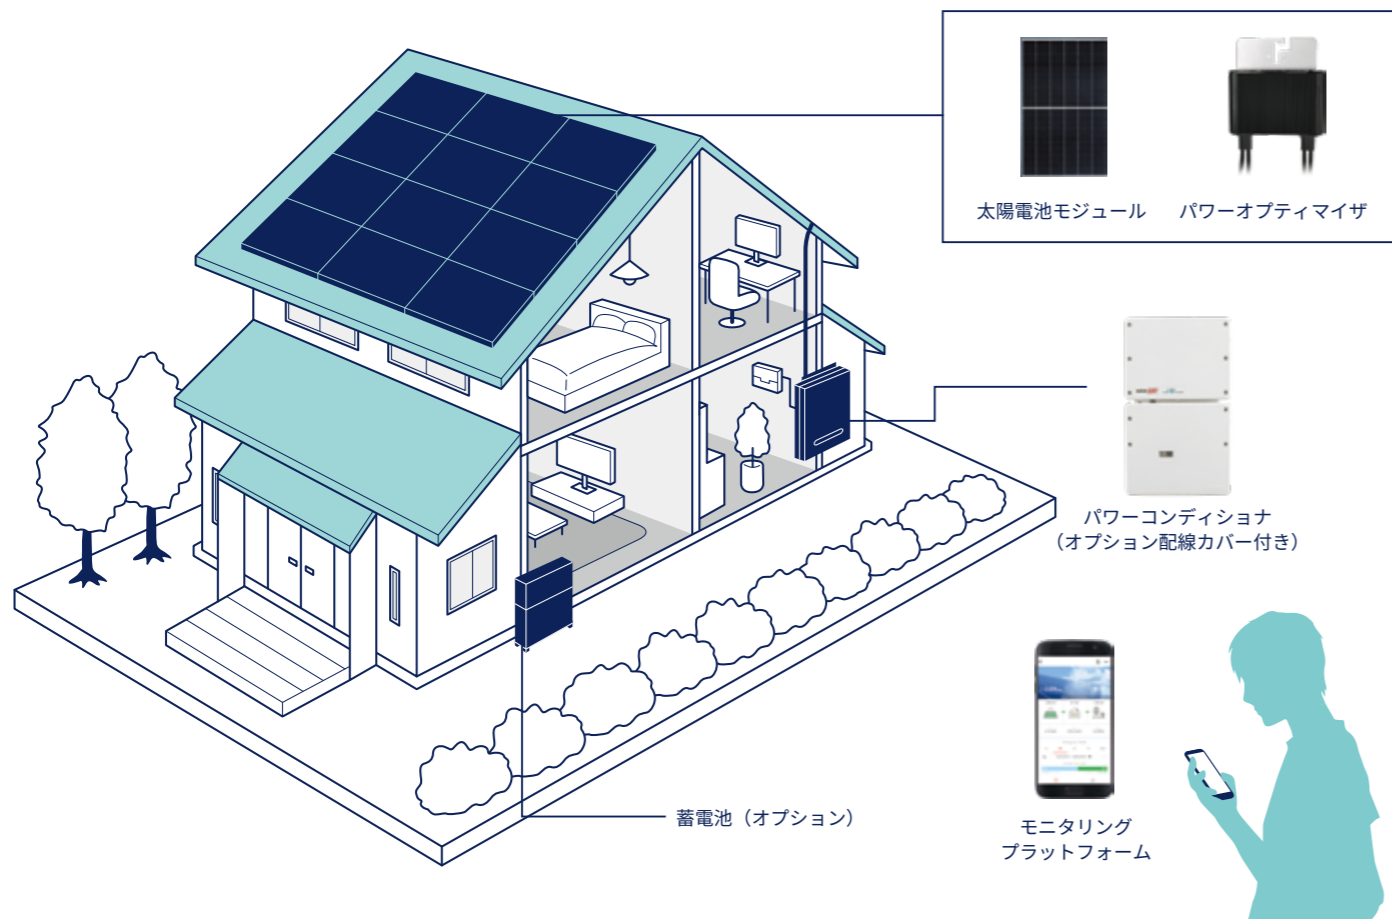 太陽電池モジュール
パワーオプティマイザ
パワーコンディショナ
（オプション配線カバー付き）
蓄電池（オプション）
モニタリング
プラットフォーム